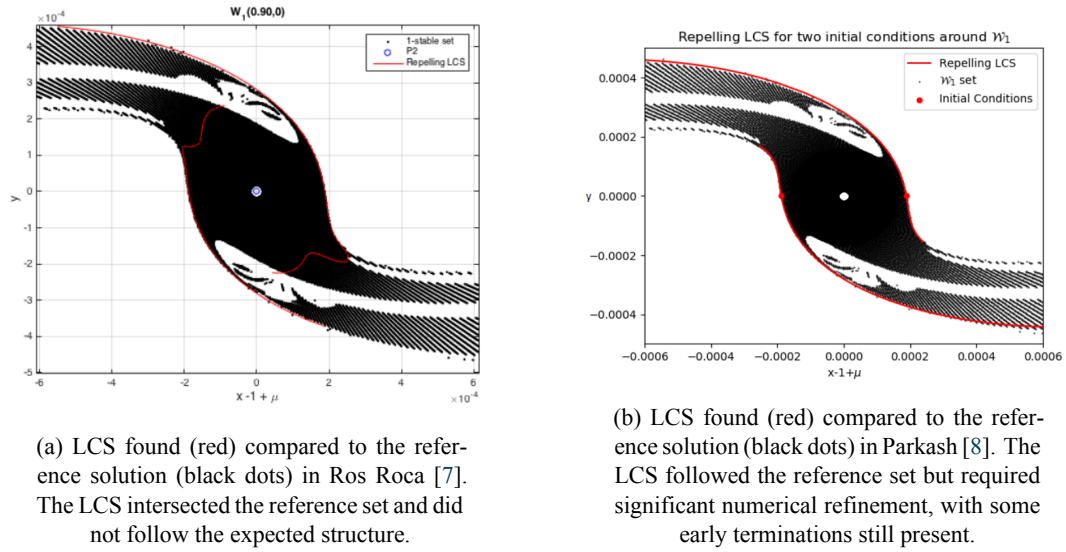 W_1(0.90,0)
×10^-4
4
3
2
1
0
-1
-2
-3
-4
-5
y
-6
-4
-2
0
2
4
6
×10^-4
x -1 + μ
1-stable set
P2
Repelling LCS
(a) LCS found (red) compared to the refer-
ence solution (black dots) in Ros Roca [7].
The LCS intersected the reference set and did
not follow the expected structure.
Repelling LCS for two initial conditions around 𝒲₁
0.0004
0.0002
0.0000
−0.0002
−0.0004
y
−0.0006
−0.0004
−0.0002
0.0000
0.0002
0.0004
0.0006
x-1+μ
Repelling LCS
𝒲₁ set
Initial Conditions
(b) LCS found (red) compared to the refer-
ence solution (black dots) in Parkash [8]. The
LCS followed the reference set but required
significant numerical refinement, with some
early terminations still present.